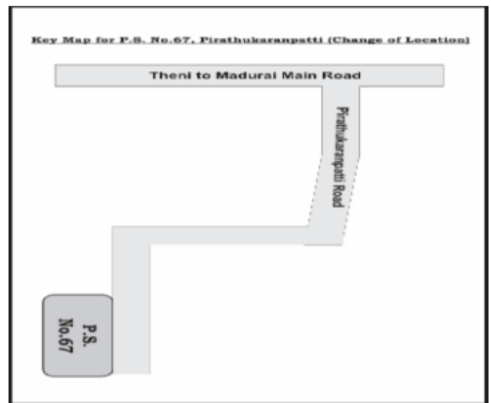 Key Map for P.S. No.67, Pirathukaranpatti (Change of Location)
Theni to Madurai Main Road
Pirathukaranpatti Road
P.S.
No.67